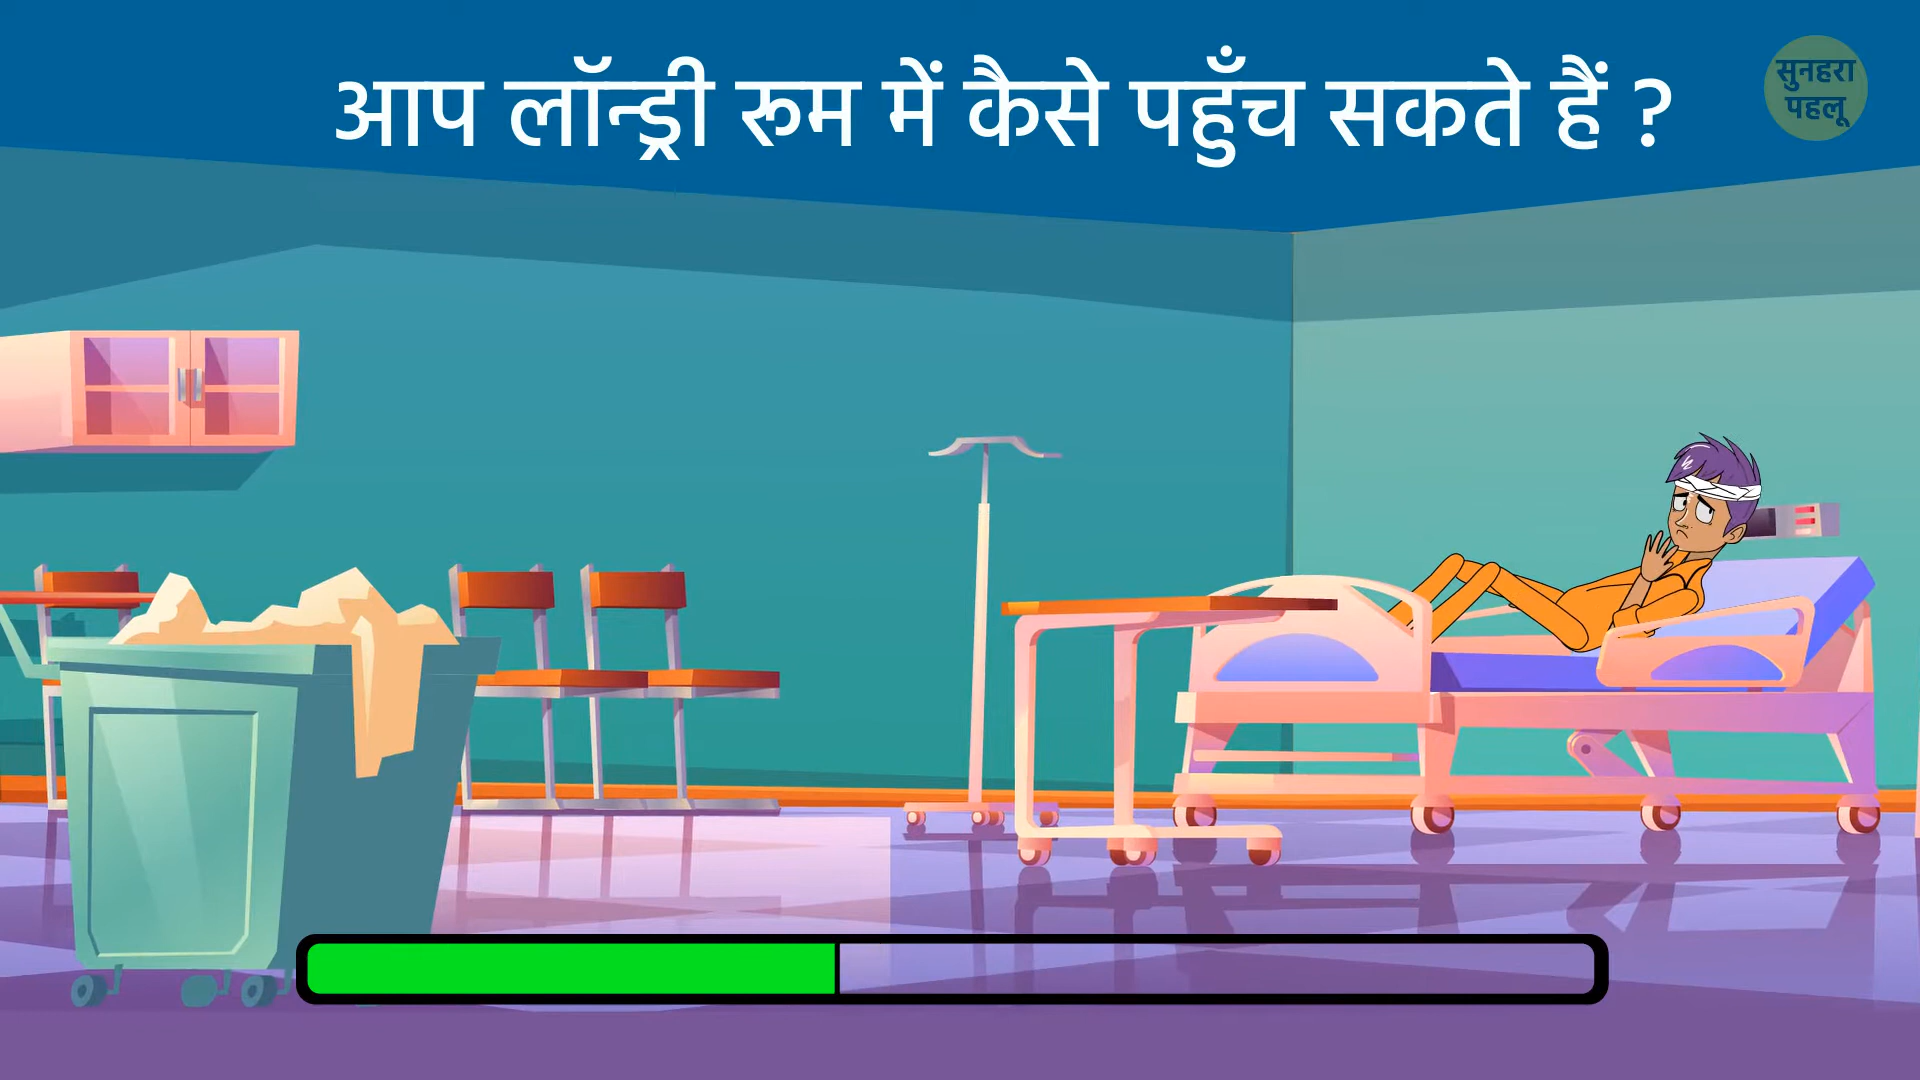 आप लॉन्ड्री रूम में कैसे पहुँच सकते हैं ?
सुनहरा
पहलू